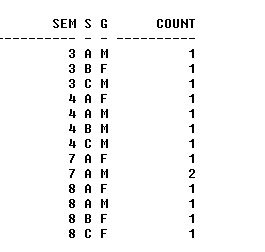 SEM S G COUNT
---------- - - ----------
3 A M 1
3 B F 1
3 C M 1
4 A F 1
4 A M 1
4 B M 1
4 C M 1
7 A F 1
7 A M 2
8 A F 1
8 A M 1
8 B F 1
8 C F 1